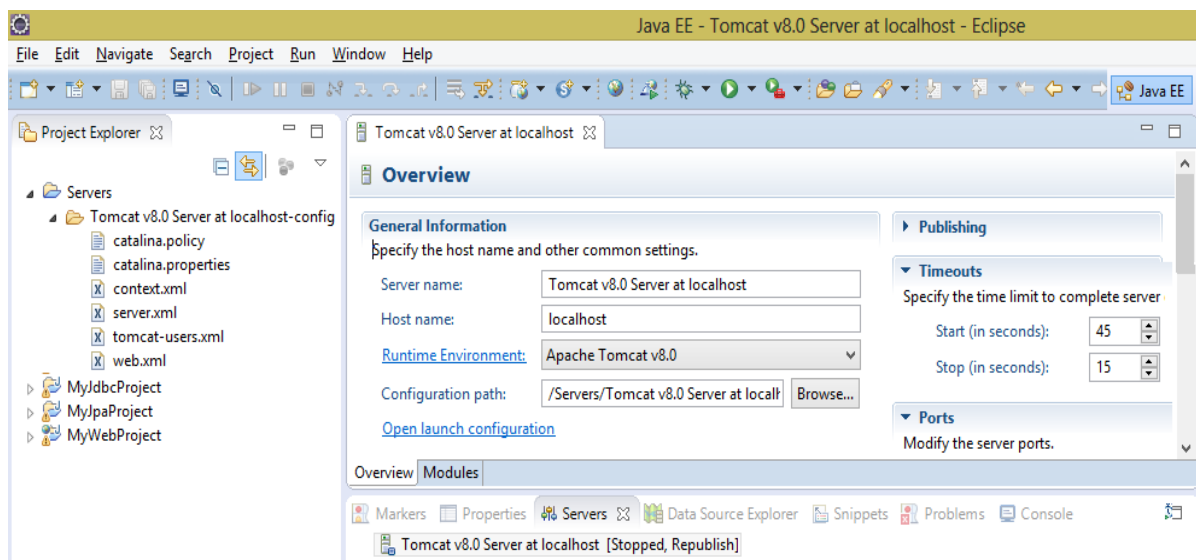 Java EE - Tomcat v8.0 Server at localhost - Eclipse
File Edit Navigate Search Project Run Window Help
Java EE
Project Explorer
Servers
Tomcat v8.0 Server at localhost-config
catalina.policy
catalina.properties
context.xml
server.xml
tomcat-users.xml
web.xml
MyJdbcProject
MyJpaProject
MyWebProject
Tomcat v8.0 Server at localhost
Overview
General Information
Specify the host name and other common settings.
Server name: Tomcat v8.0 Server at localhost
Host name: localhost
Runtime Environment: Apache Tomcat v8.0
Configuration path: /Servers/Tomcat v8.0 Server at localh Browse...
Open launch configuration
Publishing
Timeouts
Specify the time limit to complete server
Start (in seconds): 45
Stop (in seconds): 15
Ports
Modify the server ports.
Overview Modules
Markers Properties Servers Data Source Explorer Snippets Problems Console
Tomcat v8.0 Server at localhost [Stopped, Republish]